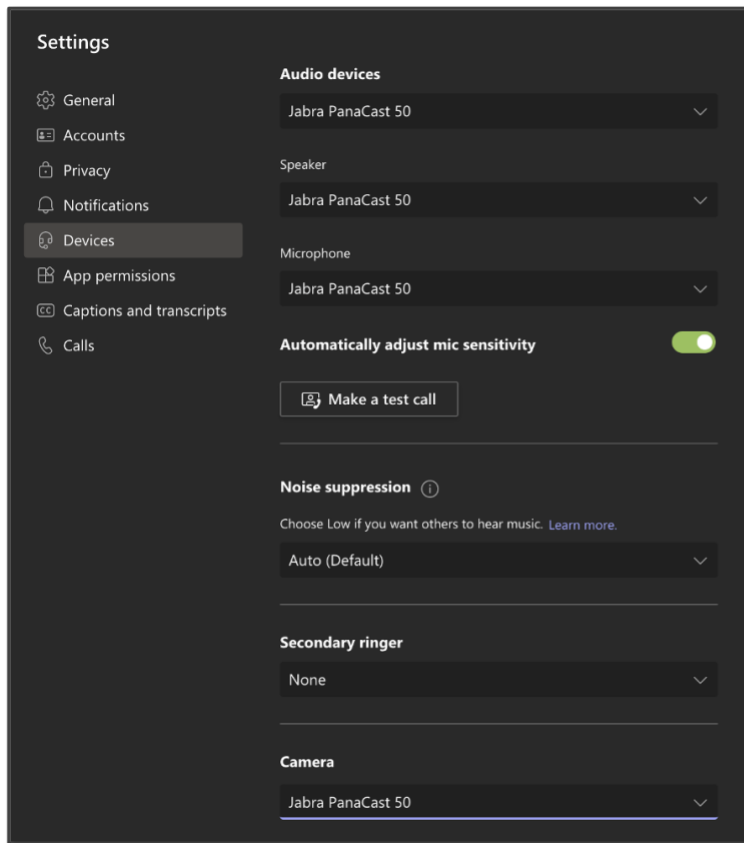 Settings
General
Accounts
Privacy
Notifications
Devices
App permissions
CC Captions and transcripts
Calls
Audio devices
Jabra PanaCast 50
Speaker
Jabra PanaCast 50
Microphone
Jabra PanaCast 50
Automatically adjust mic sensitivity
Make a test call
Noise suppression
Choose Low if you want others to hear music. Learn more.
Auto (Default)
Secondary ringer
None
Camera
Jabra PanaCast 50